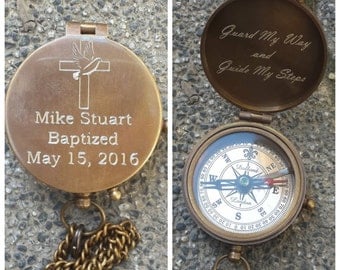 Mike Stuart
Baptized
May 15, 2016
Guard My Way
and
Guide My Steps